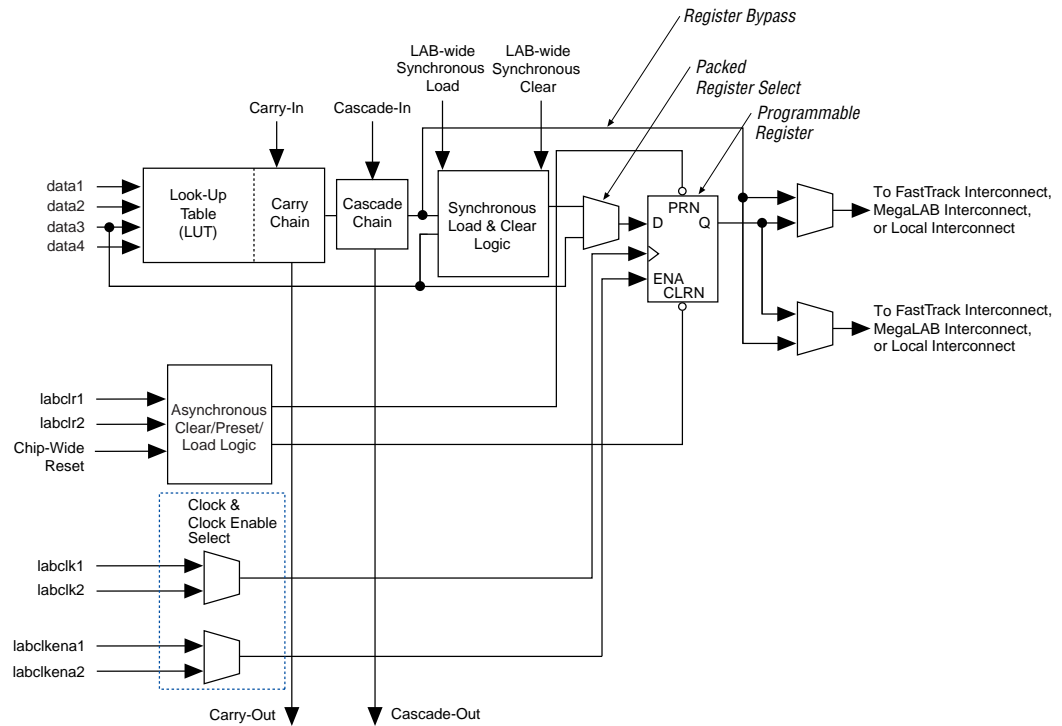 Register Bypass
LAB-wide
Synchronous
Load
LAB-wide
Synchronous
Clear
Packed
Register Select
Programmable
Register
Carry-In
Cascade-In
data1
data2
data3
data4
Look-Up
Table
(LUT)
Carry
Chain
Cascade
Chain
Synchronous
Load & Clear
Logic
PRN
D
Q
ENA
CLRN
To FastTrack Interconnect,
MegaLAB Interconnect,
or Local Interconnect
To FastTrack Interconnect,
MegaLAB Interconnect,
or Local Interconnect
labclr1
labclr2
Chip-Wide
Reset
Asynchronous
Clear/Preset/
Load Logic
Clock &
Clock Enable
Select
labclk1
labclk2
labclkena1
labclkena2
Carry-Out
Cascade-Out